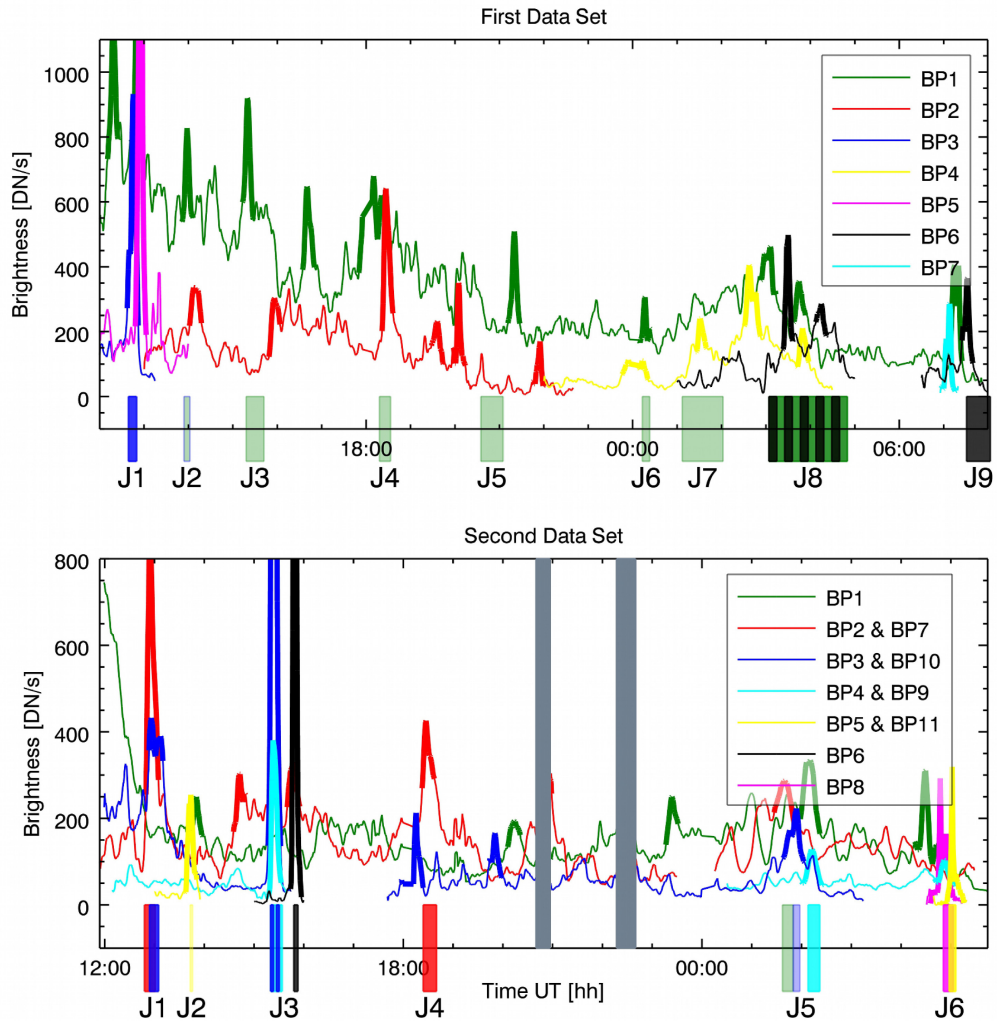 First Data Set
Brightness [DN/s]
1000
800
600
400
200
0
BP1
BP2
BP3
BP4
BP5
BP6
BP7
18:00
00:00
06:00
J1
J2
J3
J4
J5
J6
J7
J8
J9
Second Data Set
Brightness [DN/s]
800
600
400
200
0
BP1
BP2 & BP7
BP3 & BP10
BP4 & BP9
BP5 & BP11
BP6
BP8
12:00
18:00
00:00
Time UT [hh]
J1
J2
J3
J4
J5
J6